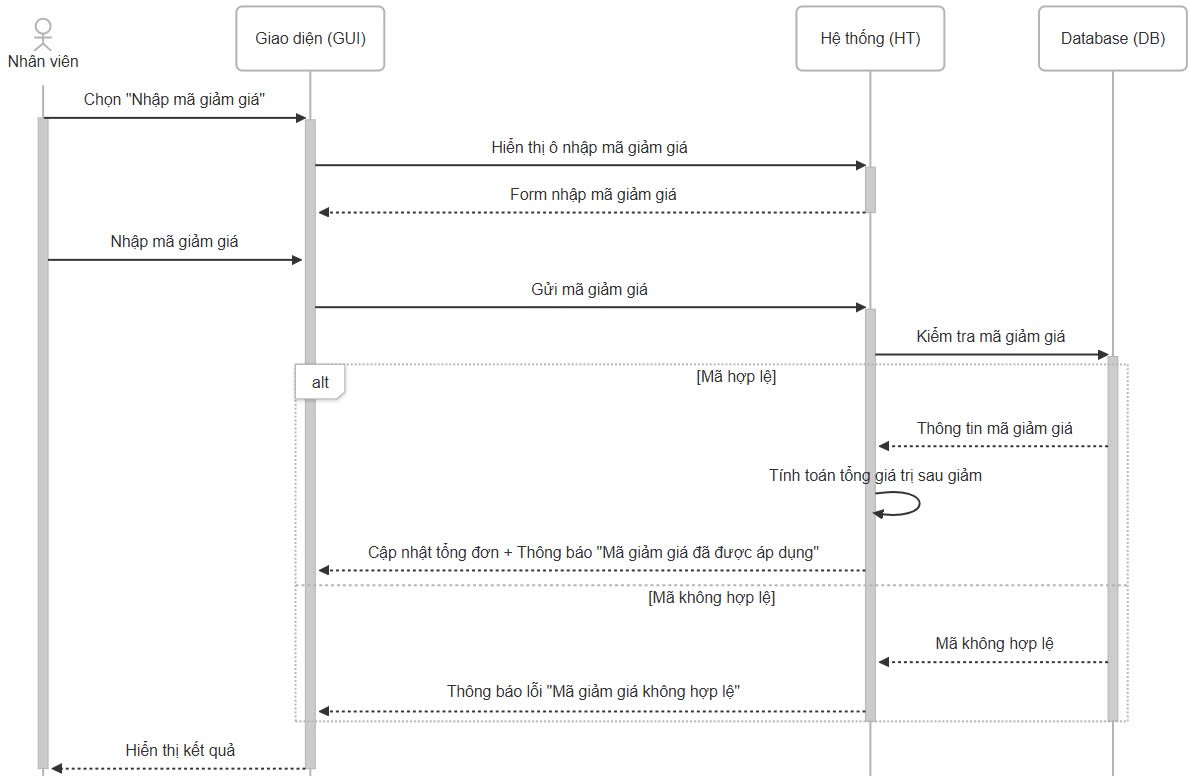 Nhân viên
Giao diện (GUI)
Hệ thống (HT)
Database (DB)
Chọn "Nhập mã giảm giá"
Hiển thị ô nhập mã giảm giá
Form nhập mã giảm giá
Nhập mã giảm giá
Gửi mã giảm giá
Kiểm tra mã giảm giá
alt
[Mã hợp lệ]
Thông tin mã giảm giá
Tính toán tổng giá trị sau giảm
Cập nhật tổng đơn + Thông báo "Mã giảm giá đã được áp dụng"
[Mã không hợp lệ]
Mã không hợp lệ
Thông báo lỗi "Mã giảm giá không hợp lệ"
Hiển thị kết quả